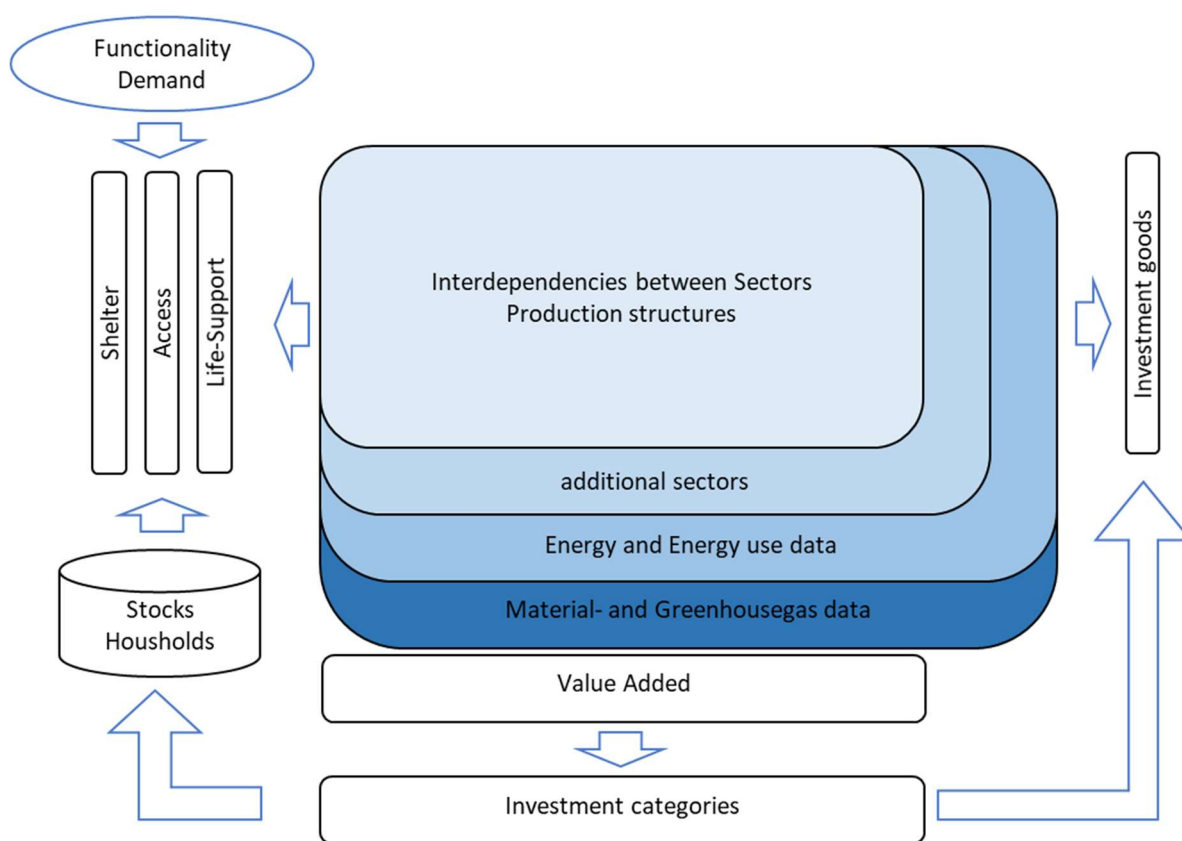 Functionality
Demand
Shelter
Access
Life-Support
Interdependencies between Sectors
Production structures
additional sectors
Energy and Energy use data
Material- and Greenhousegas data
Investment goods
Stocks
Housholds
Value Added
Investment categories